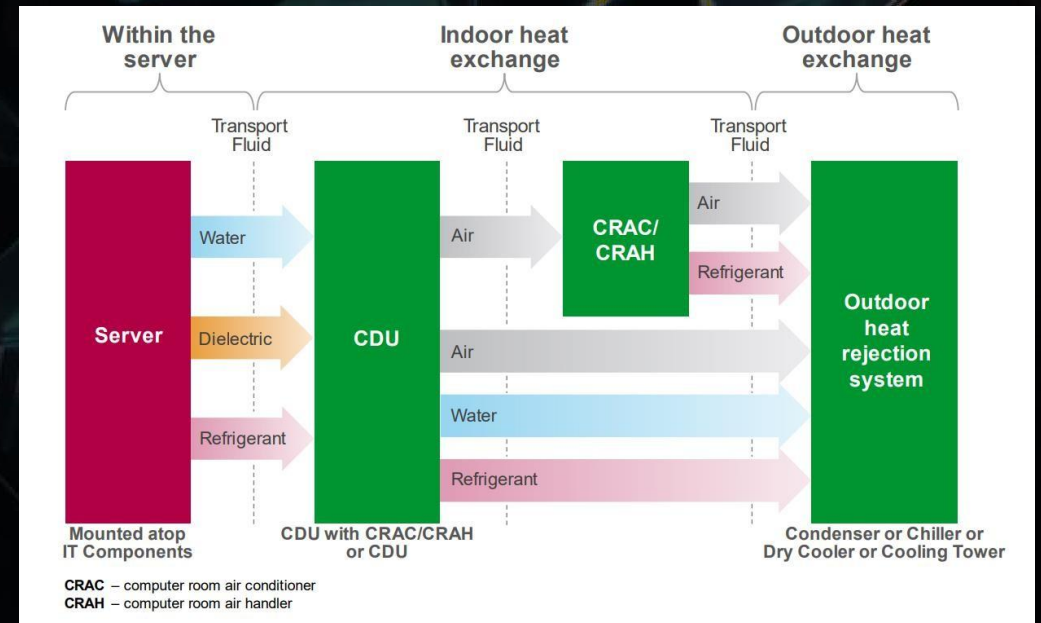 Within the
server
Indoor heat
exchange
Outdoor heat
exchange
Transport
Fluid
Transport
Fluid
Transport
Fluid
Server
Water
Dielectric
Refrigerant
CDU
Air
CRAC/
CRAH
Air
Refrigerant
Air
Water
Refrigerant
Outdoor
heat
rejection
system
Mounted atop
IT Components
CDU with CRAC/CRAH
or CDU
Condenser or Chiller or
Dry Cooler or Cooling Tower
CRAC – computer room air conditioner
CRAH – computer room air handler